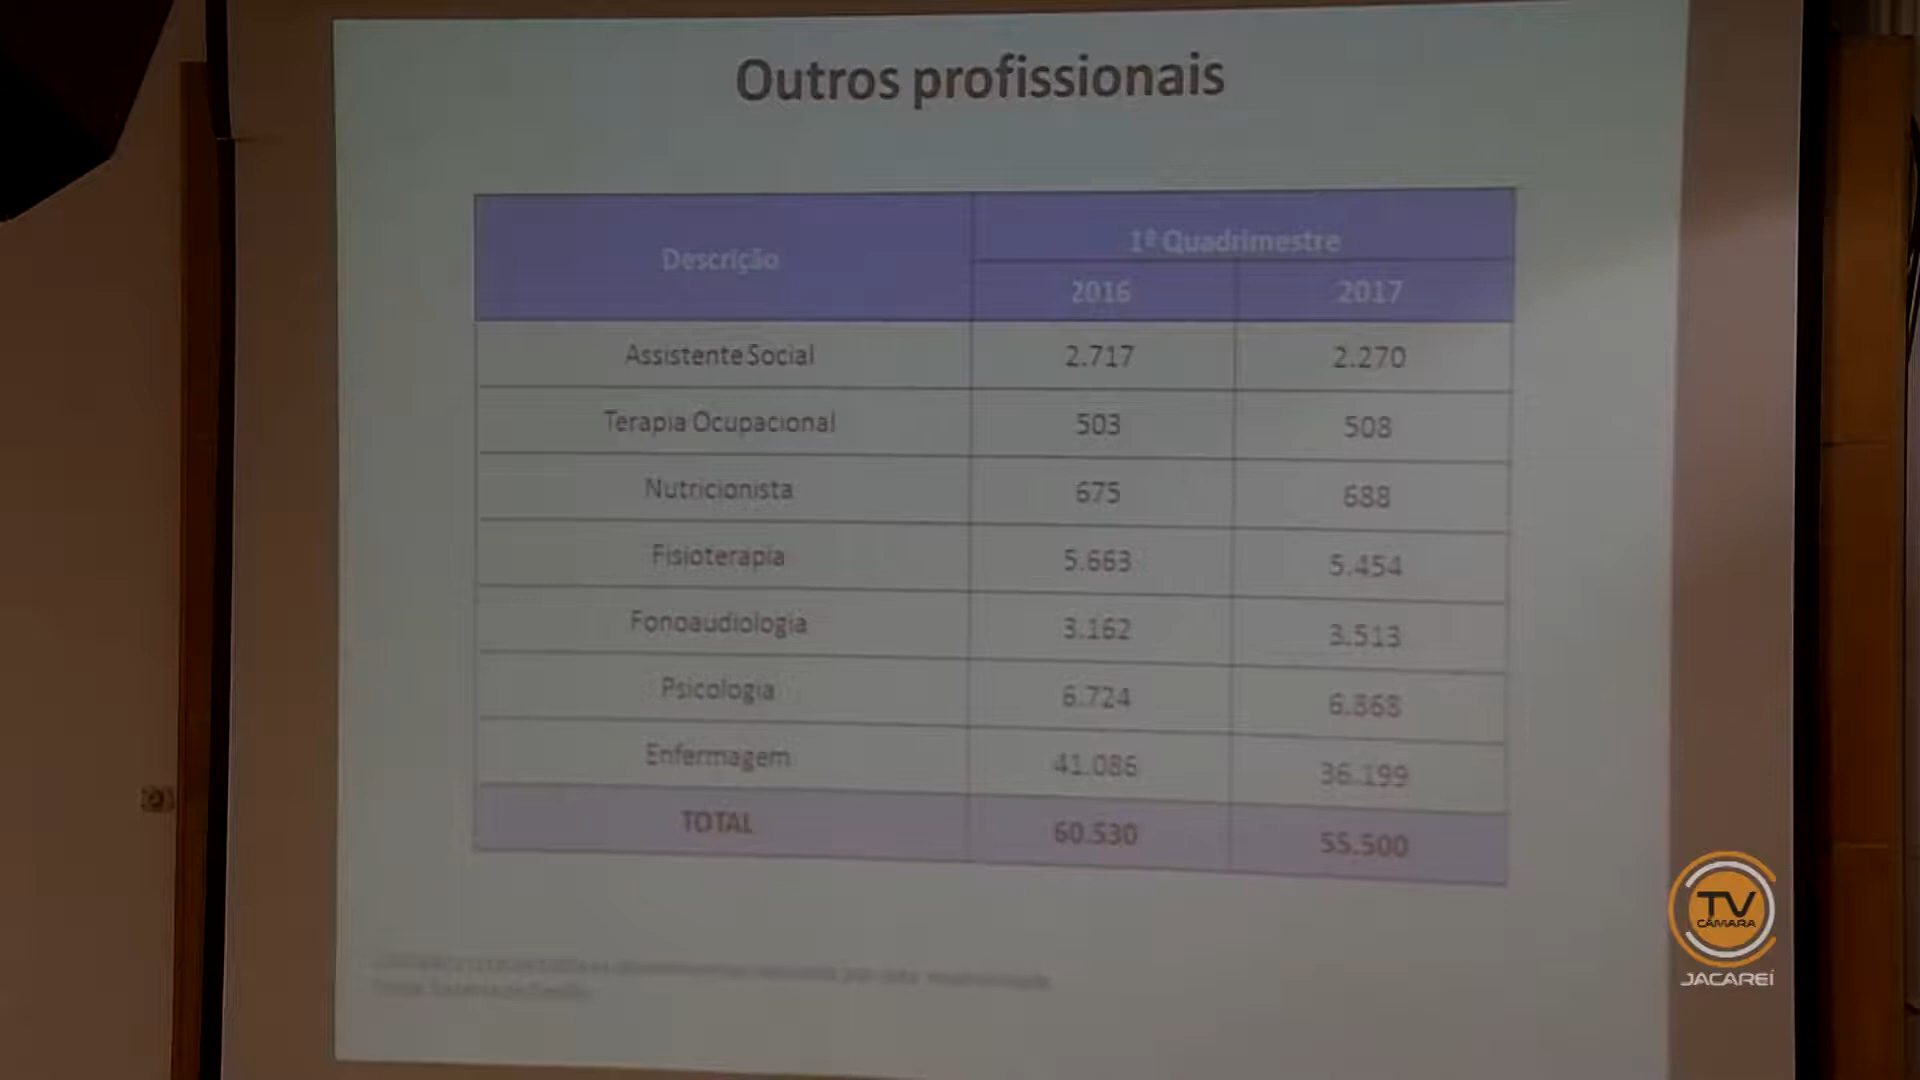 Outros profissionais
Descrição
1º Quadrimestre
2016
2017
Assistente Social
2.717
2.270
Terapia Ocupacional
503
508
Nutricionista
675
688
Fisioterapia
5.663
5.454
Fonoaudiologia
3.162
3.513
Psicologia
6.724
6.868
Enfermagem
41.086
36.199
TOTAL
60.530
55.500
TV
CÂMARA
JACAREÍ